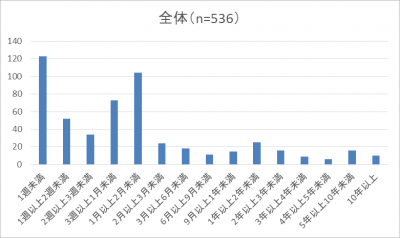 全体（n=536）
140
120
100
80
60
40
20
0
1週未満
1週以上2週未満
2週以上3週未満
3週以上1月未満
1月以上2月未満
2月以上3月未満
3月以上6月未満
6月以上9月未満
9月以上1年未満
1年以上2年未満
2年以上3年未満
3年以上4年未満
4年以上5年未満
5年以上10年未満
10年以上